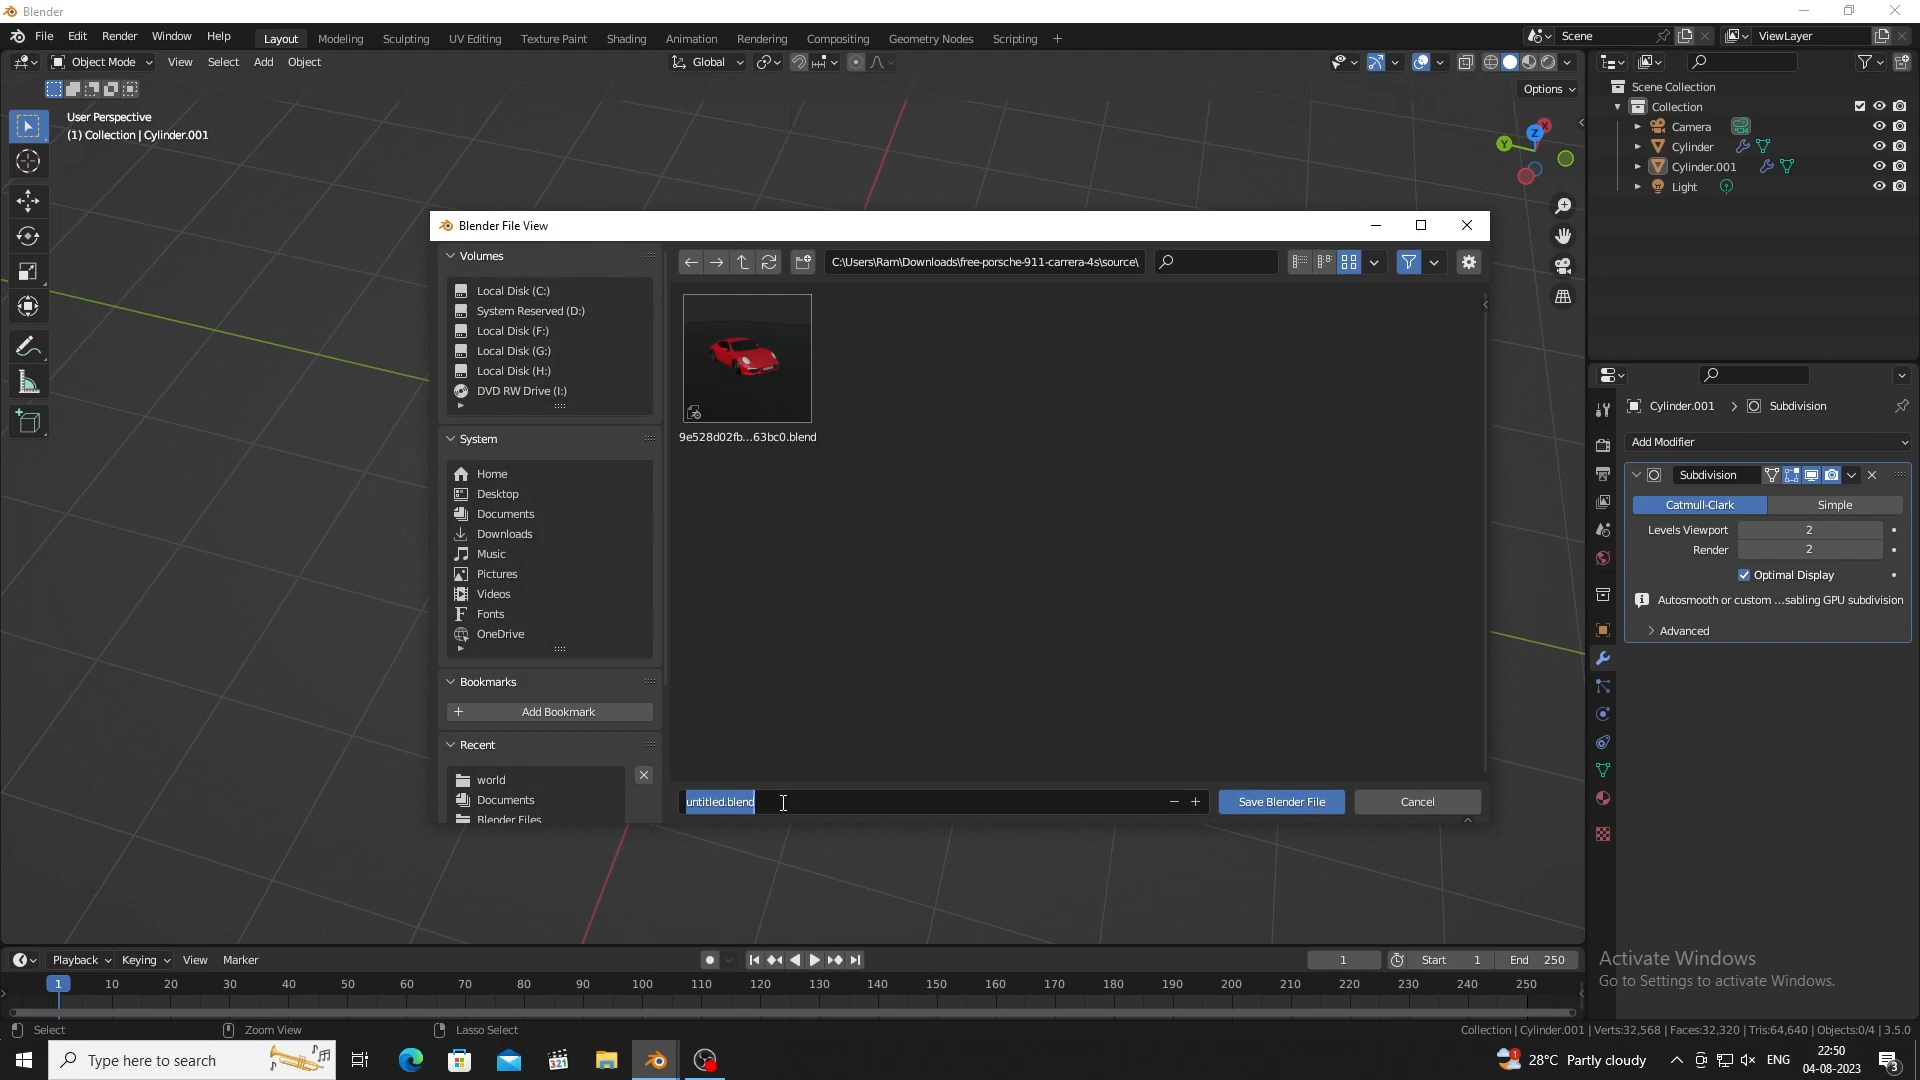 Blender
File Edit Render Window Help Layout Modeling Sculpting UV Editing Texture Paint Shading Animation Rendering Compositing Geometry Nodes Scripting + Scene ViewLayer
Object Mode View Select Add Object Global
Options
User Perspective
(1) Collection | Cylinder.001
X
Y
Z
Scene Collection
Collection
Camera
Cylinder
Cylinder.001
Light
Blender File View
Volumes
Local Disk (C:)
System Reserved (D:)
Local Disk (F:)
Local Disk (G:)
Local Disk (H:)
DVD RW Drive (I:)
System
Home
Desktop
Documents
Downloads
Music
Pictures
Videos
Fonts
OneDrive
Bookmarks
Add Bookmark
Recent
world
Documents
Blender Files
C:\Users\Ram\Downloads\free-porsche-911-carrera-4s\source\
9e528d02fb...63bc0.blend
untitled.blend
Save Blender File Cancel
Cylinder.001 > Subdivision
Add Modifier
Subdivision
Catmull-Clark Simple
Levels Viewport 2
Render 2
Optimal Display
Autosmooth or custom ...sabling GPU subdivision
Advanced
Playback Keying View Marker 1 Start 1 End 250
1 10 20 30 40 50 60 70 80 90 100 110 120 130 140 150 160 170 180 190 200 210 220 230 240 250
Activate Windows
Go to Settings to activate Windows.
Select Zoom View Lasso Select Collection | Cylinder.001 | Verts:32,568 | Faces:32,320 | Tris:64,640 | Objects:0/4 | 3.5.0
Type here to search
321
1 28°C Partly cloudy ENG
22:50
04-08-2023
3